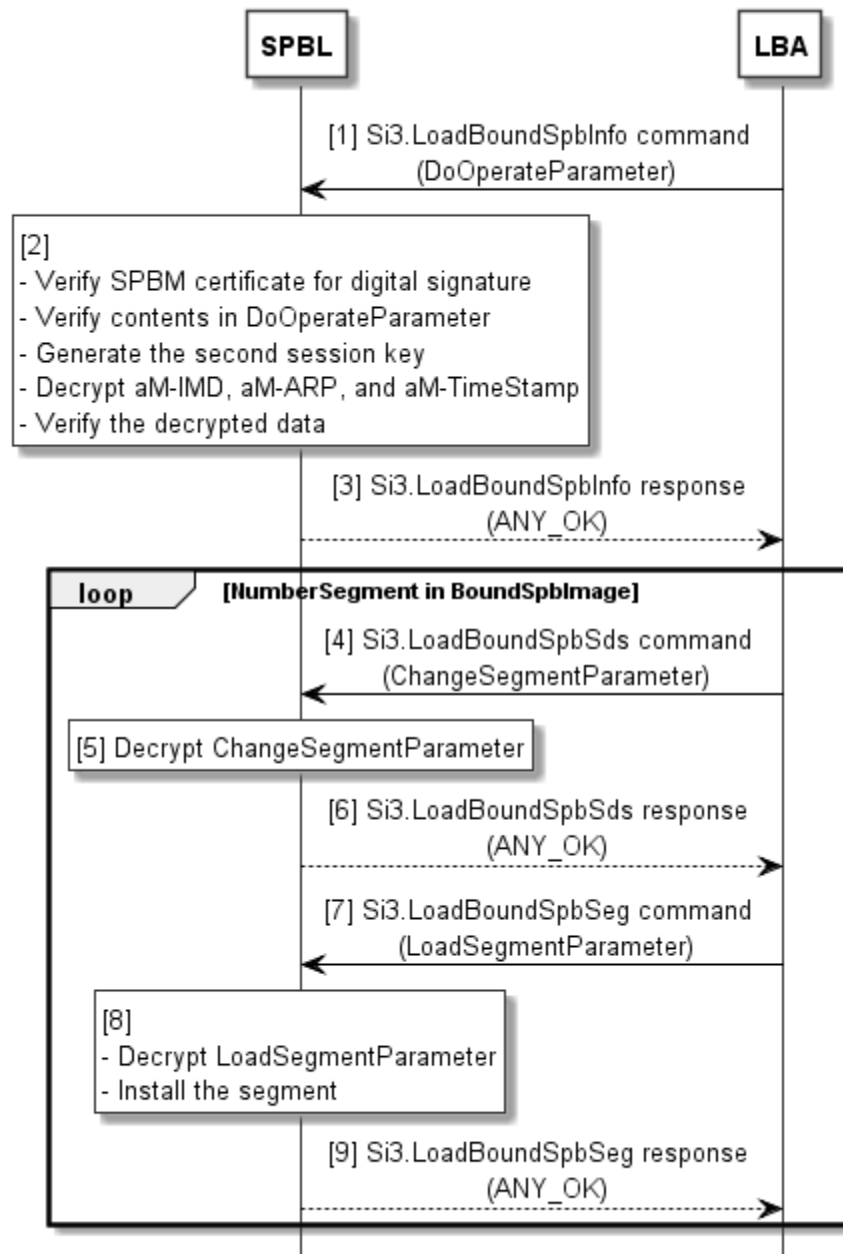 SPBL
LBA
[1] Si3.LoadBoundSpbInfo command
(DoOperateParameter)
[2]
- Verify SPBM certificate for digital signature
- Verify contents in DoOperateParameter
- Generate the second session key
- Decrypt aM-IMD, aM-ARP, and aM-TimeStamp
- Verify the decrypted data
[3] Si3.LoadBoundSpbInfo response
(ANY_OK)
loop
[NumberSegment in BoundSpbImage]
[4] Si3.LoadBoundSpbSds command
(ChangeSegmentParameter)
[5] Decrypt ChangeSegmentParameter
[6] Si3.LoadBoundSpbSds response
(ANY_OK)
[7] Si3.LoadBoundSpbSeg command
(LoadSegmentParameter)
[8]
- Decrypt LoadSegmentParameter
- Install the segment
[9] Si3.LoadBoundSpbSeg response
(ANY_OK)